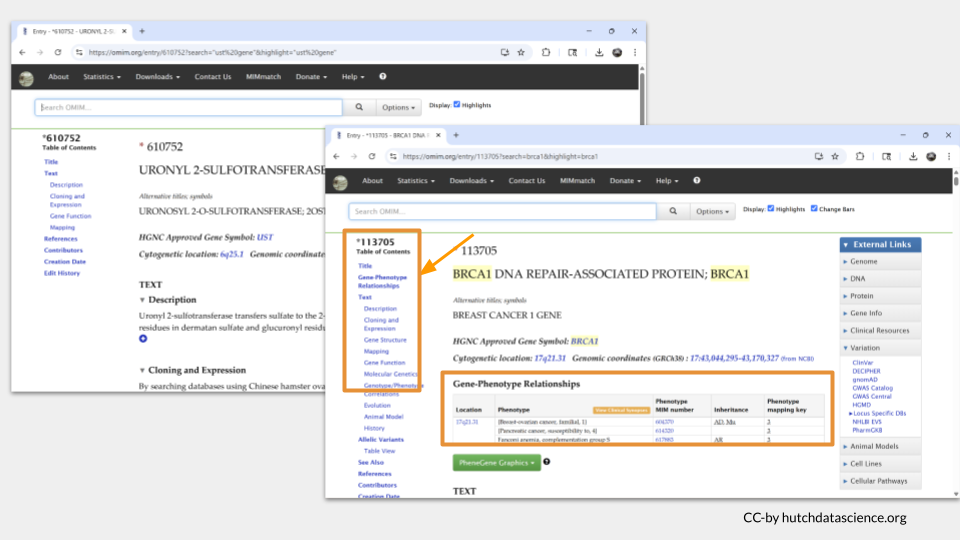 Entry - *610752 - URONYL 2-SU
https://omim.org/entry/610752?search="ust%20gene"&highlight="ust%20gene"
About Statistics Downloads Contact Us MIMmatch Donate Help
Search OMIM...
Options
Display: Highlights
*610752
Table of Contents
Title
Text
Description
Cloning and
Expression
Gene Function
Mapping
References
Contributors
Creation Date
Edit History
* 610752
URONYL 2-SULFOTRANSFERASE
Alternative titles; symbols
URONOSYL 2-O-SULFOTRANSFERASE; 2OST
HGNC Approved Gene Symbol: UST
Cytogenetic location: 6q25.1 Genomic coordinate
TEXT
Description
Uronyl 2-sulfotransferase transfers sulfate to the 2-
residues in dermatan sulfate and glucuronyl residu
Cloning and Expression
By searching databases using Chinese hamster ova
Entry - *113705 - BRCA1 DNA
https://omim.org/entry/113705?search=brca1&highlight=brca1
About Statistics Downloads Contact Us MIMmatch Donate Help
Search OMIM...
Options
Display: Highlights Change Bars
*113705
Table of Contents
Title
Gene-Phenotype
Relationships
Text
Description
Cloning and
Expression
Gene Structure
Mapping
Gene Function
Molecular Genetics
Genotype/Phenotype
Correlations
Evolution
Animal Model
History
Allelic Variants
Table View
See Also
References
Contributors
Creation Date
113705
BRCA1 DNA REPAIR-ASSOCIATED PROTEIN; BRCA1
Alternative titles; symbols
BREAST CANCER 1 GENE
HGNC Approved Gene Symbol: BRCA1
Cytogenetic location: 17q21.31 Genomic coordinates (GRCh38) : 17:43,044,295-43,170,327 (from NCBI)
Gene-Phenotype Relationships
Location Phenotype View Clinical Synopses Phenotype MIM number Inheritance Phenotype mapping key
17q21.31 {Breast-ovarian cancer, familial, 1} 604370 AD, Mu 3
{Pancreatic cancer, susceptibility to, 4} 614320 3
Fanconi anemia, complementation group S 617883 AR 3
PheneGene Graphics
TEXT
External Links
Genome
DNA
Protein
Gene Info
Clinical Resources
Variation
ClinVar
DECIPHER
gnomAD
GWAS Catalog
GWAS Central
HGMD
Locus Specific DBs
NHLBI EVS
PharmGKB
Animal Models
Cell Lines
Cellular Pathways
CC-by hutchdatascience.org